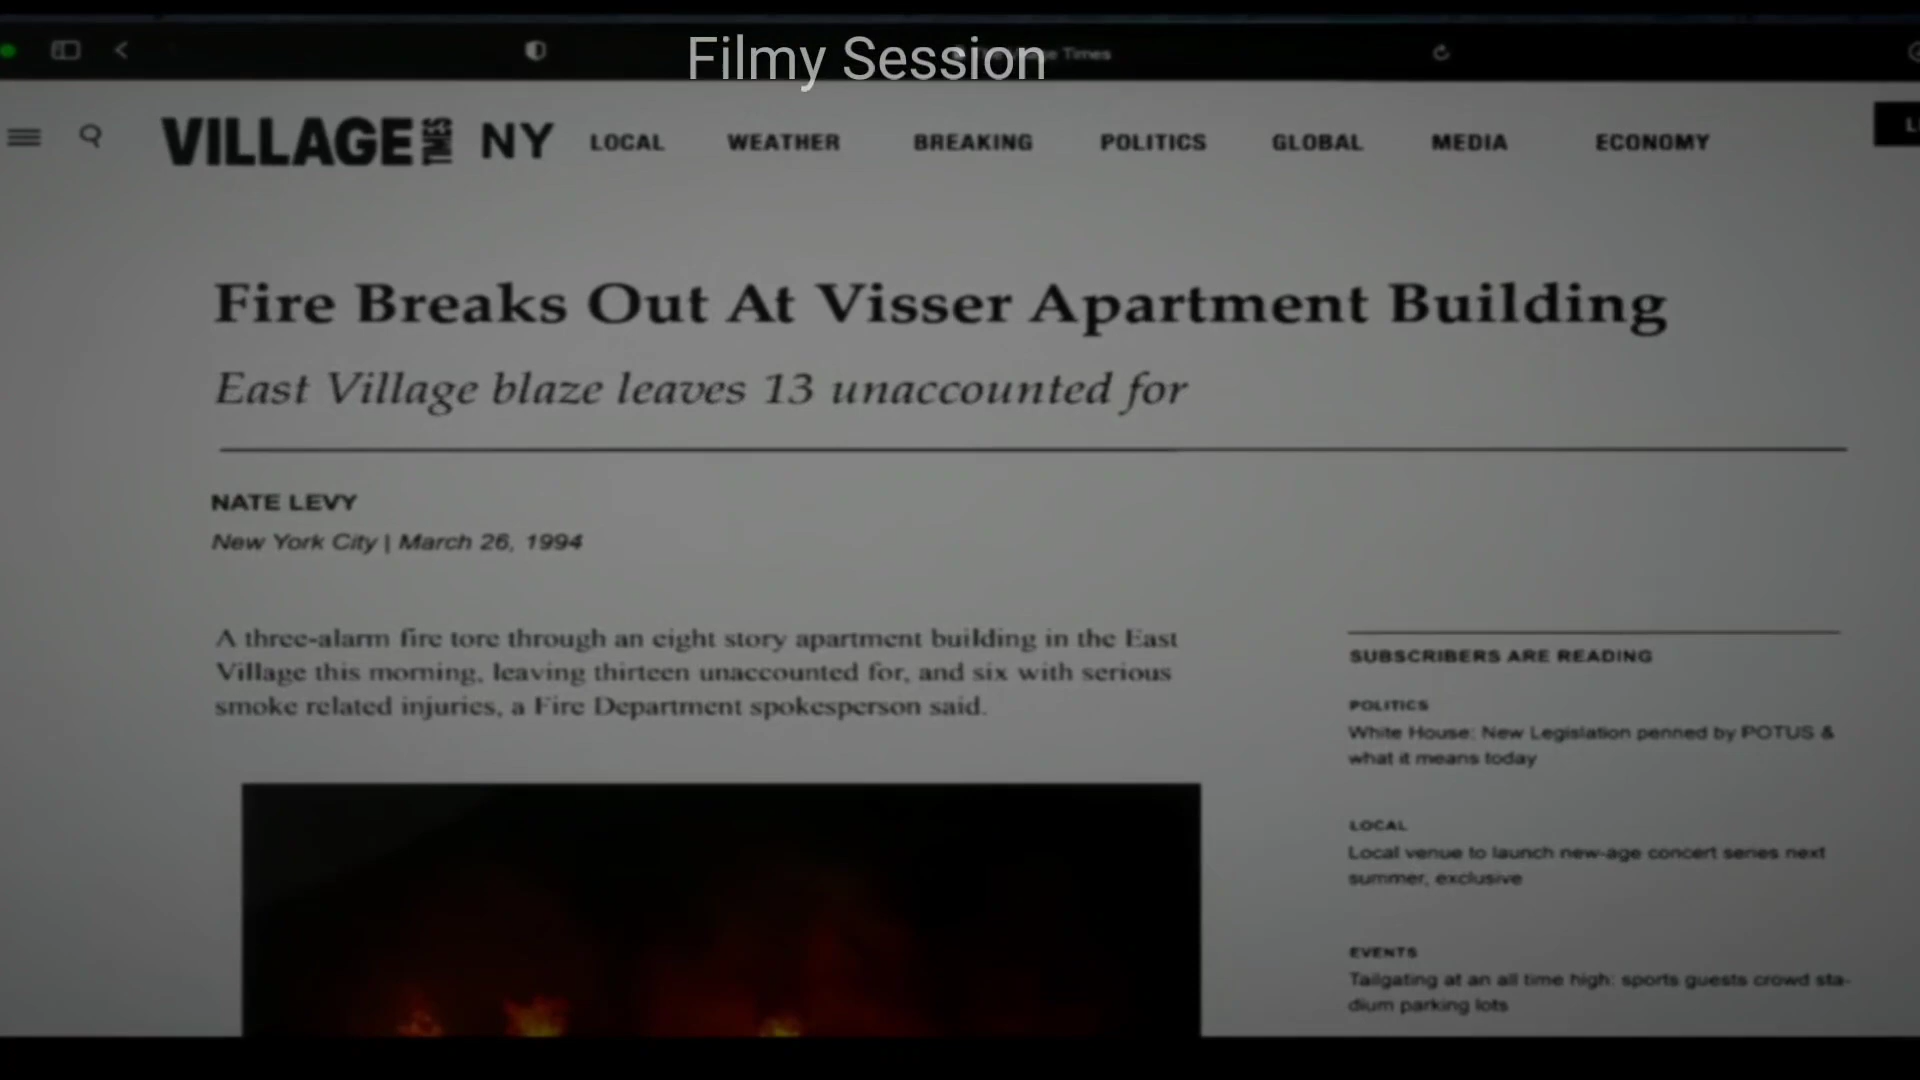 Filmy Session
Times
VILLAGE TIMES NY
LOCAL WEATHER BREAKING POLITICS GLOBAL MEDIA ECONOMY
Fire Breaks Out At Visser Apartment Building
East Village blaze leaves 13 unaccounted for
NATE LEVY
New York City | March 26, 1994
A three-alarm fire tore through an eight story apartment building in the East
Village this morning, leaving thirteen unaccounted for, and six with serious
smoke related injuries, a Fire Department spokesperson said.
SUBSCRIBERS ARE READING
POLITICS
White House: New Legislation penned by POTUS &
what it means today
LOCAL
Local venue to launch new-age concert series next
summer, exclusive
EVENTS
Tailgating at an all time high: sports guests crowd sta-
dium parking lots